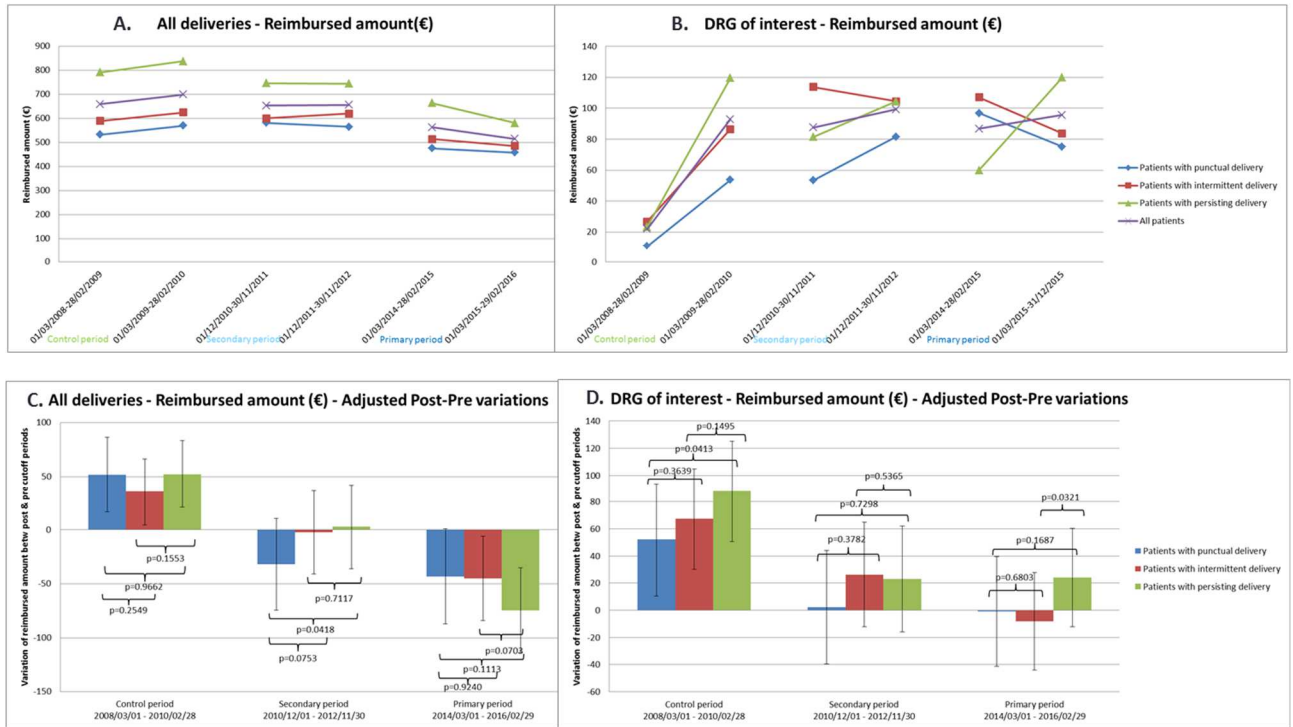 A. All deliveries - Reimbursed amount(€)
Reimbursed amount (€)
900
800
700
600
500
400
300
200
100
0
01/03/2008-28/02/2009
01/03/2009-28/02/2010
01/12/2010-30/11/2011
01/12/2011-30/11/2012
01/03/2014-28/02/2015
01/03/2015-29/02/2016
Control period
Secondary period
Primary period
B. DRG of interest - Reimbursed amount (€)
Reimbursed amount (€)
140
120
100
80
60
40
20
0
01/03/2008-28/02/2009
01/03/2009-28/02/2010
01/12/2010-30/11/2011
01/12/2011-30/11/2012
01/03/2014-28/02/2015
01/03/2015-31/12/2015
Control period
Secondary period
Primary period
Patients with punctual delivery
Patients with intermittent delivery
Patients with persisting delivery
All patients
C. All deliveries - Reimbursed amount (€) - Adjusted Post-Pre variations
Variation of reimbursed amount betw post & pre cutoff periods
100
50
0
-50
-100
-150
p=0.1553
p=0.9662
p=0.2549
p=0.7117
p=0.0418
p=0.0753
p=0.0703
p=0.1113
p=0.9240
Control period
2008/03/01 - 2010/02/28
Secondary period
2010/12/01 - 2012/11/30
Primary period
2014/03/01 - 2016/02/29
D. DRG of interest - Reimbursed amount (€) - Adjusted Post-Pre variations
Variation of reimbursed amount betw post & pre cutoff periods
140
120
100
80
60
40
20
0
-20
-40
-60
p=0.1495
p=0.0413
p=0.3639
p=0.5365
p=0.7298
p=0.3782
p=0.0321
p=0.1687
p=0.6803
Control period
2008/03/01 - 2010/02/28
Secondary period
2010/12/01 - 2012/11/30
Primary period
2014/03/01 - 2016/02/29
Patients with punctual delivery
Patients with intermittent delivery
Patients with persisting delivery